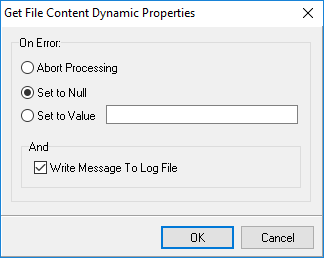 Get File Content Dynamic Properties
On Error:
Abort Processing
Set to Null
Set to Value
And
Write Message To Log File
OK Cancel